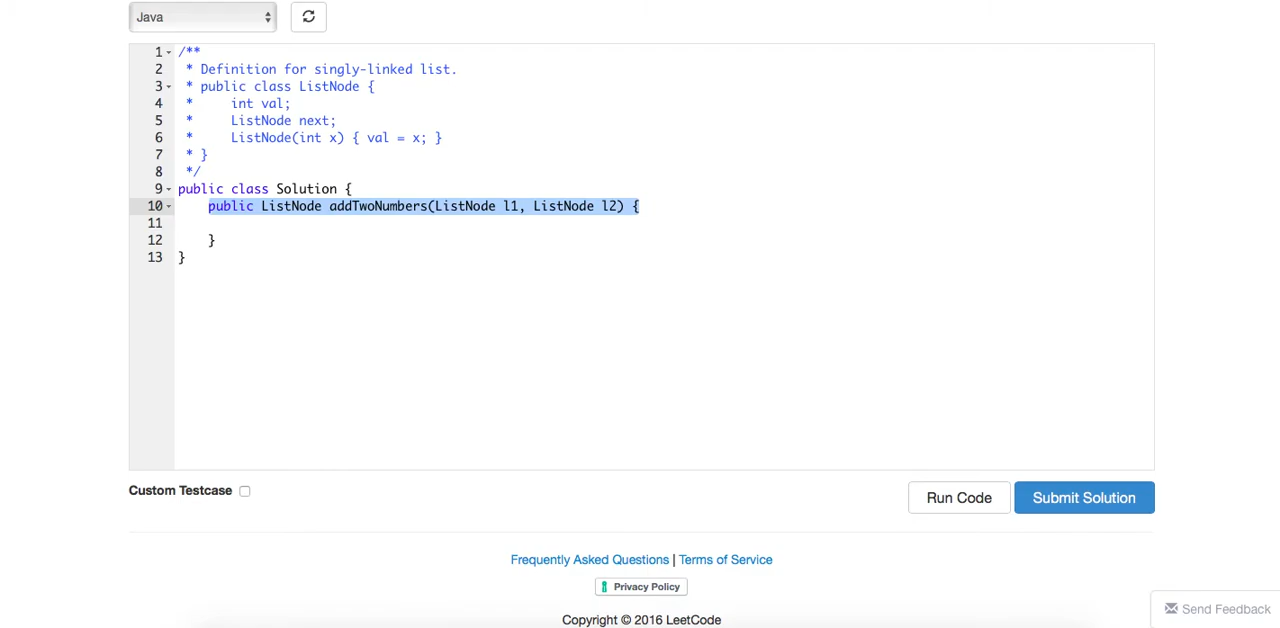 Java
1 /**
2  * Definition for singly-linked list.
3  * public class ListNode {
4  *     int val;
5  *     ListNode next;
6  *     ListNode(int x) { val = x; }
7  * }
8  */
9 public class Solution {
10     public ListNode addTwoNumbers(ListNode l1, ListNode l2) {
11
12     }
13 }
Custom Testcase
Run Code
Submit Solution
Frequently Asked Questions | Terms of Service
Privacy Policy
Send Feedback
Copyright © 2016 LeetCode